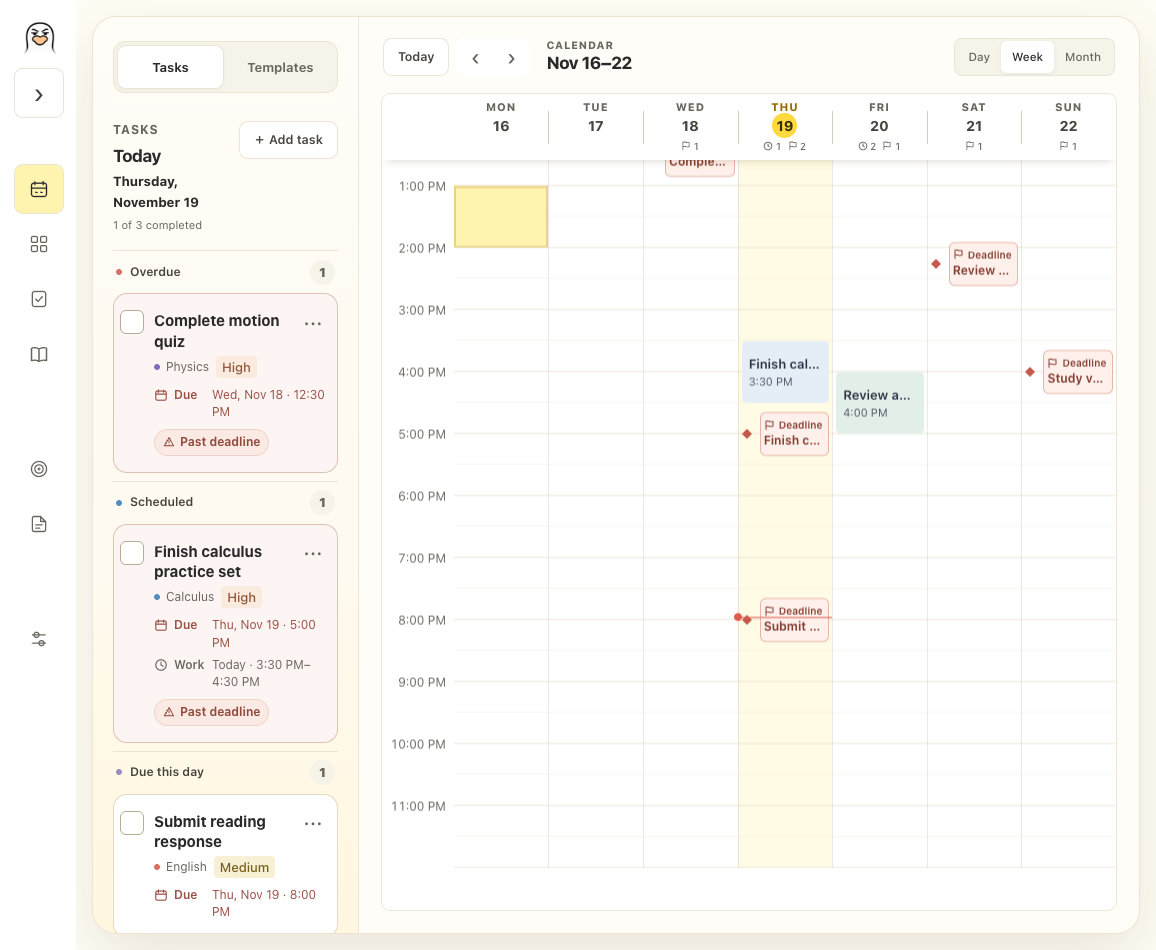 Tasks
Templates
TASKS
Today
Thursday,
November 19
1 of 3 completed
+ Add task
Overdue
1
Complete motion
quiz
Physics
High
Due
Wed, Nov 18 · 12:30
PM
Past deadline
Scheduled
1
Finish calculus
practice set
Calculus
High
Due
Thu, Nov 19 · 5:00
PM
Work
Today · 3:30 PM–
4:30 PM
Past deadline
Due this day
1
Submit reading
response
English
Medium
Due
Thu, Nov 19 · 8:00
PM
Today
CALENDAR
Nov 16–22
Day
Week
Month
MON
16
TUE
17
WED
18
1
THU
19
1
2
FRI
20
2
1
SAT
21
1
SUN
22
1
Comple...
1:00 PM
2:00 PM
Deadline
Review ...
3:00 PM
Finish cal...
3:30 PM
4:00 PM
Review a...
4:00 PM
Deadline
Study v...
5:00 PM
Deadline
Finish c...
6:00 PM
7:00 PM
8:00 PM
Deadline
Submit ...
9:00 PM
10:00 PM
11:00 PM